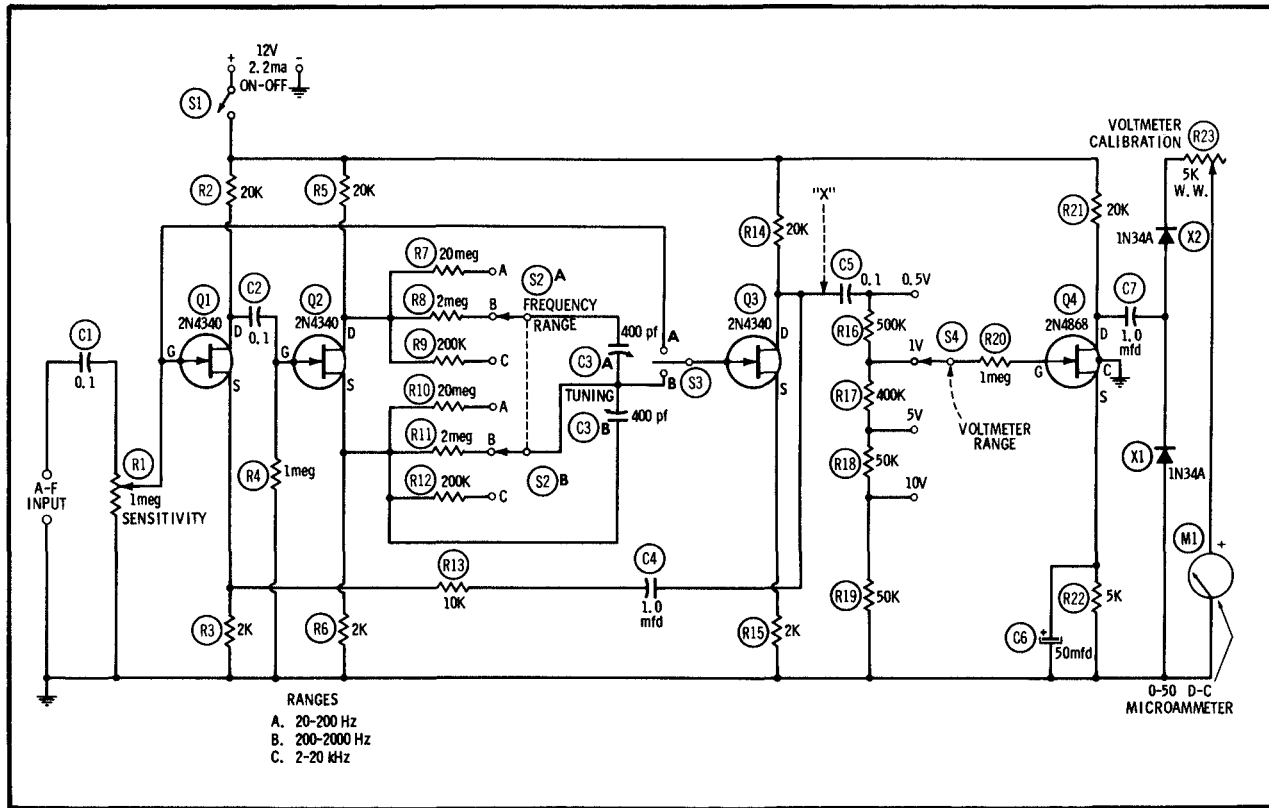 12V
+ 2.2ma -
ON-OFF
S1
VOLTMETER
CALIBRATION
R23
5K
W.W.
R2
20K
R5
20K
"X"
R14
20K
R21
20K
1N34A
X2
R7
20meg
A
S2 A
FREQUENCY
RANGE
R8
2meg
B
R9
200K
C
R10
20meg
A
R11
2meg
B
S2 B
R12
200K
C
400 pf
C3 A
TUNING
400 pf
C3 B
A
S3
B
Q1
2N4340
D
G
S
C2
0.1
Q2
2N4340
D
G
S
Q3
2N4340
D
S
C5
0.1
0.5V
R16
500K
1V
S4
R20
1meg
R17
400K
5V
VOLTMETER
RANGE
R18
50K
10V
R19
50K
Q4
2N4868
D
G
C
S
C7
1.0
mfd
X1
1N34A
C1
0.1
A-F
INPUT
R1
1meg
SENSITIVITY
R4
1meg
R13
10K
C4
1.0
mfd
R3
2K
R6
2K
R15
2K
C6
+
50mfd
R22
5K
M1
+
0-50 D-C
MICROAMMETER
RANGES
A. 20-200 Hz
B. 200-2000 Hz
C. 2-20 kHz